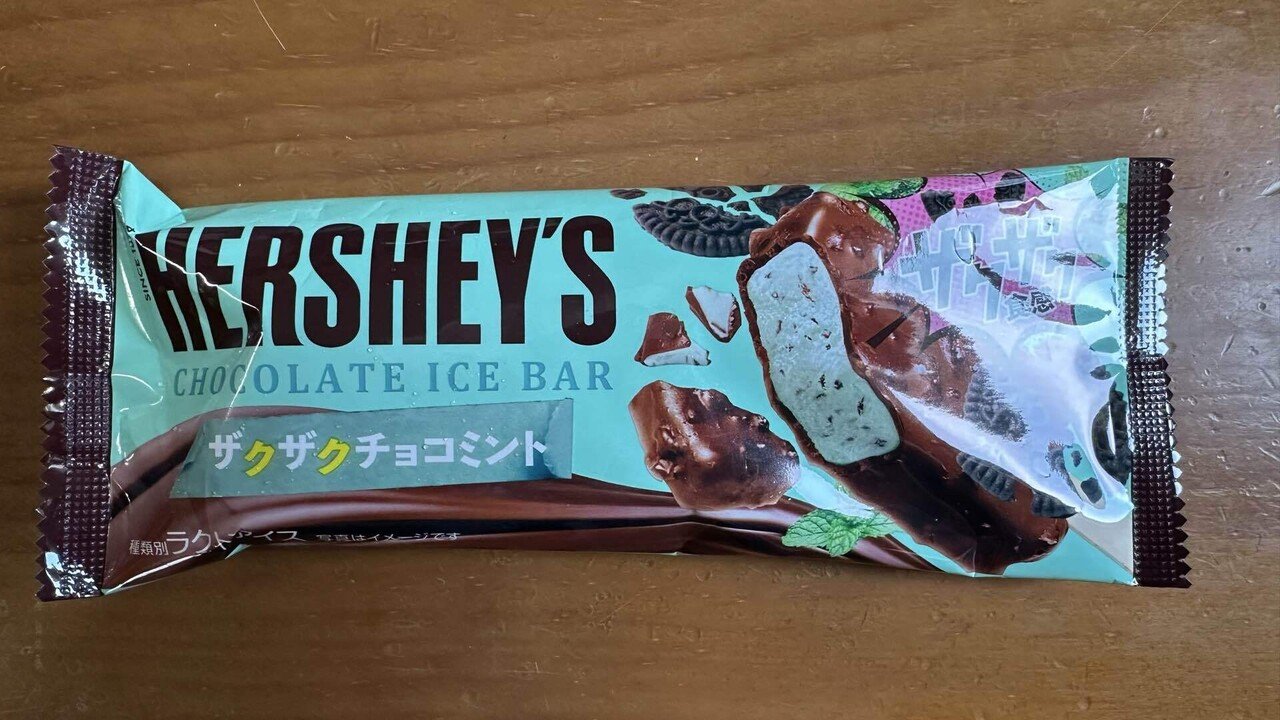 SINCE 1894
HERSHEY'S
CHOCOLATE ICE BAR
ザクザクチョコミント
種類別ラクトアイス 写真はイメージです
ザクザク
食感